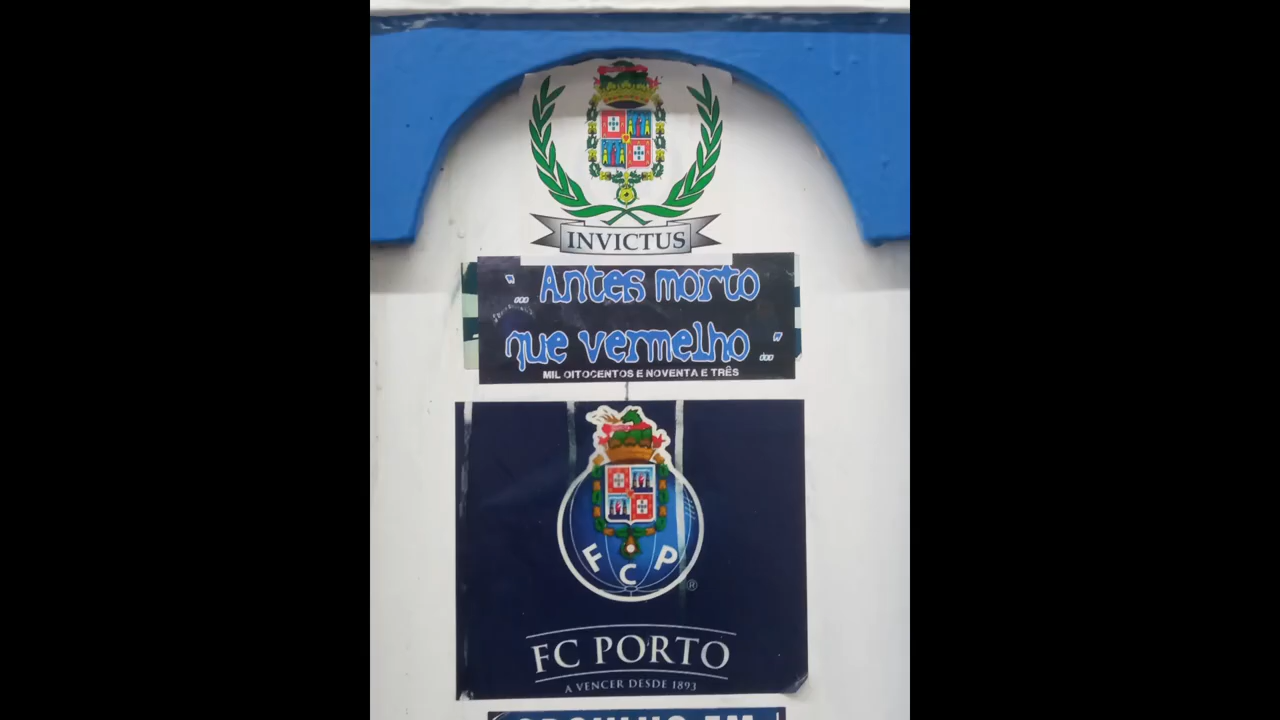 INVICTUS
"... Antes morto
que vermelho ..."
MIL OITOCENTOS E NOVENTA E TRÊS
F C P
®
FC PORTO
A VENCER DESDE 1893